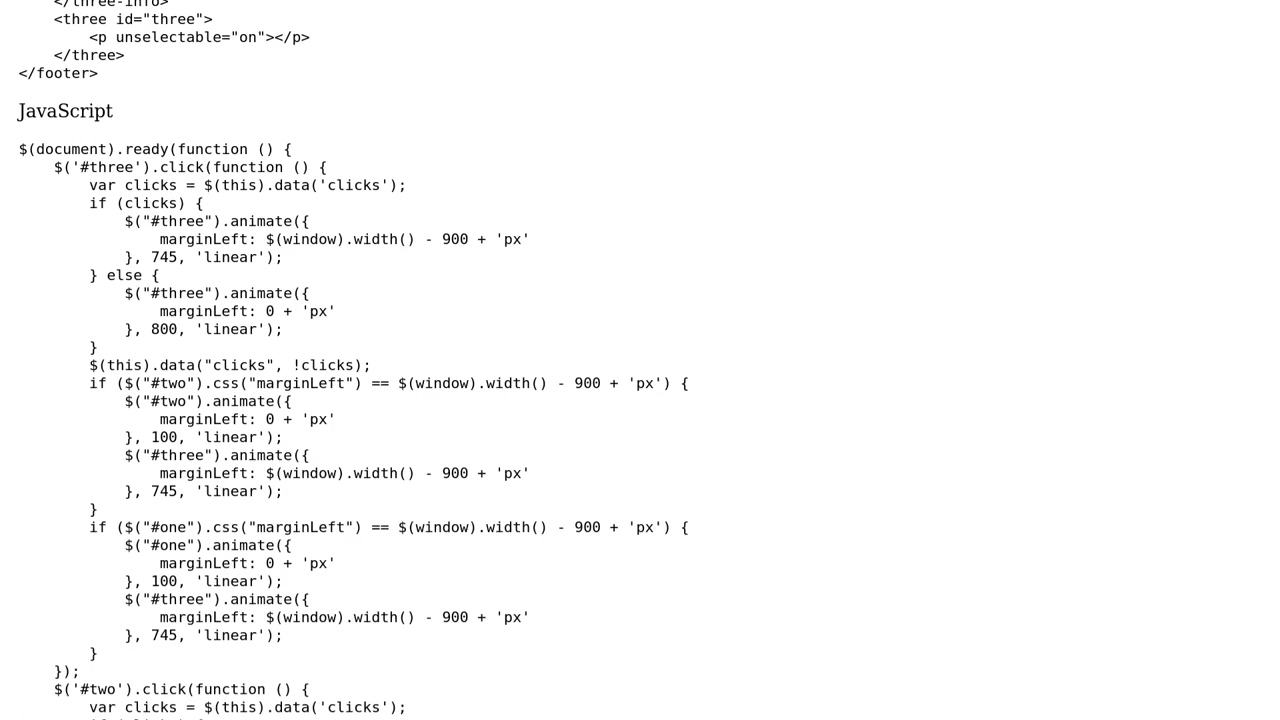 </three-info>
    <three id="three">
        <p unselectable="on"></p>
    </three>
</footer>
JavaScript
$(document).ready(function () {
    $('#three').click(function () {
        var clicks = $(this).data('clicks');
        if (clicks) {
            $("#three").animate({
                marginLeft: $(window).width() - 900 + 'px'
            }, 745, 'linear');
        } else {
            $("#three").animate({
                marginLeft: 0 + 'px'
            }, 800, 'linear');
        }
        $(this).data("clicks", !clicks);
        if ($("#two").css("marginLeft") == $(window).width() - 900 + 'px') {
            $("#two").animate({
                marginLeft: 0 + 'px'
            }, 100, 'linear');
            $("#three").animate({
                marginLeft: $(window).width() - 900 + 'px'
            }, 745, 'linear');
        }
        if ($("#one").css("marginLeft") == $(window).width() - 900 + 'px') {
            $("#one").animate({
                marginLeft: 0 + 'px'
            }, 100, 'linear');
            $("#three").animate({
                marginLeft: $(window).width() - 900 + 'px'
            }, 745, 'linear');
        }
    });
    $('#two').click(function () {
        var clicks = $(this).data('clicks');